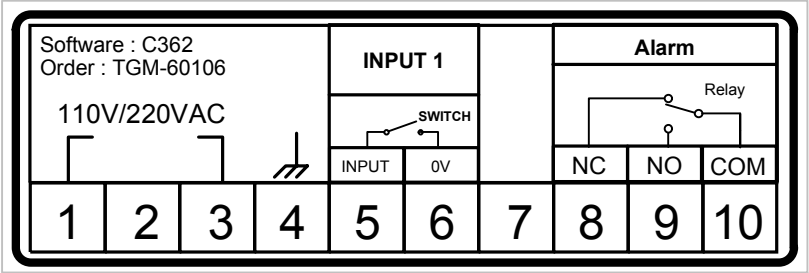 Software : C362
Order : TGM-60106
110V/220VAC
INPUT 1
SWITCH
INPUT 0V
Alarm
Relay
NC NO COM
1 2 3 4 5 6 7 8 9 10